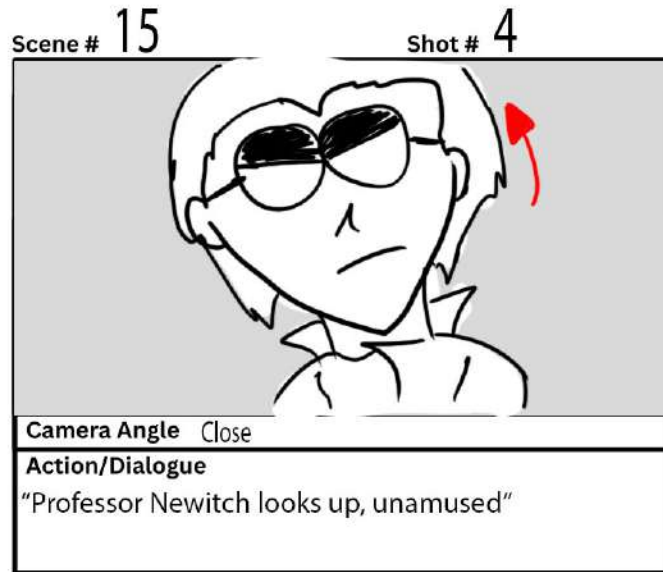 Scene # 15 Shot # 4
Camera Angle Close
Action/Dialogue
“Professor Newitch looks up, unamused”